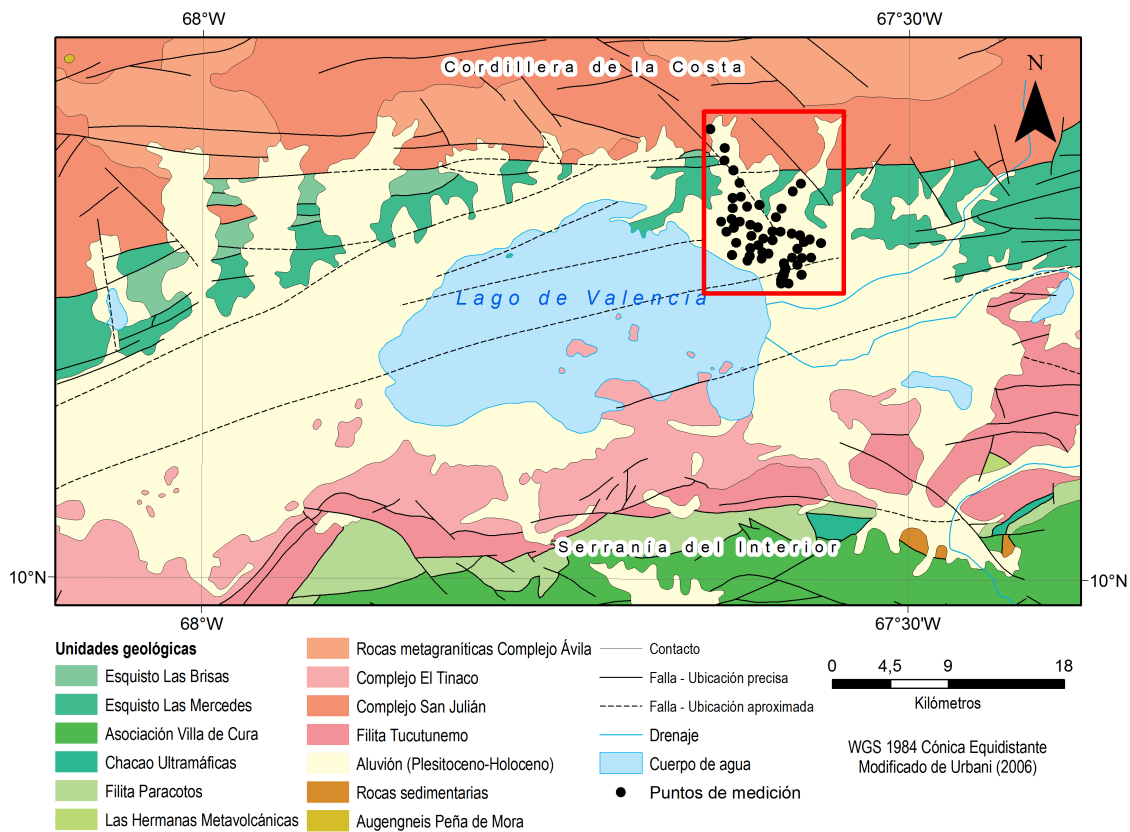 68°W
67°30'W
Cordillera de la Costa
N
Lago de Valencia
Serranía del Interior
10°N
10°N
68°W
67°30'W
Unidades geológicas
Esquisto Las Brisas
Esquisto Las Mercedes
Asociación Villa de Cura
Chacao Ultramáficas
Filita Paracotos
Las Hermanas Metavolcánicas
Rocas metagraníticas Complejo Ávila
Complejo El Tinaco
Complejo San Julián
Filita Tucutunemo
Aluvión (Plesitoceno-Holoceno)
Rocas sedimentarias
Augengneis Peña de Mora
Contacto
Falla - Ubicación precisa
Falla - Ubicación aproximada
Drenaje
Cuerpo de agua
Puntos de medición
0 4,5 9 18
Kilómetros
WGS 1984 Cónica Equidistante
Modificado de Urbani (2006)